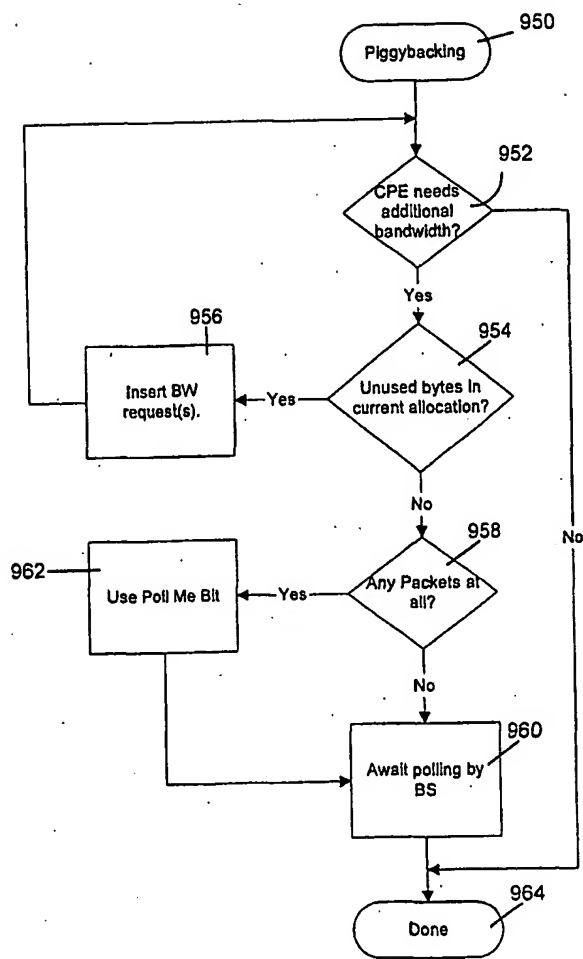 950
Piggybacking
952
CPE needs
additional
bandwidth?
Yes
956
954
Insert BW
request(s).
Yes
Unused bytes in
current allocation?
No
No
958
962
Use Poll Me Bit
Yes
Any Packets at
all?
No
960
Await polling by
BS
964
Done